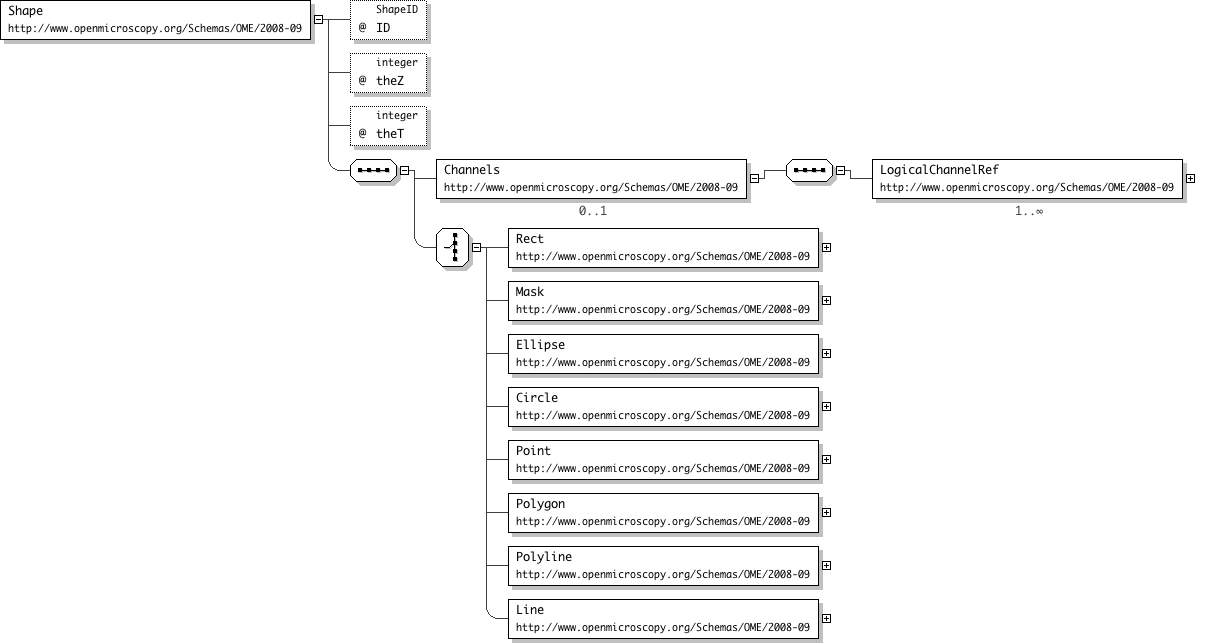 Shape
http://www.openmicroscopy.org/Schemas/OME/2008-09
ShapeID
@ ID
integer
@ theZ
integer
@ theT
Channels
http://www.openmicroscopy.org/Schemas/OME/2008-09
0..1
LogicalChannelRef
http://www.openmicroscopy.org/Schemas/OME/2008-09
1..∞
Rect
http://www.openmicroscopy.org/Schemas/OME/2008-09
Mask
http://www.openmicroscopy.org/Schemas/OME/2008-09
Ellipse
http://www.openmicroscopy.org/Schemas/OME/2008-09
Circle
http://www.openmicroscopy.org/Schemas/OME/2008-09
Point
http://www.openmicroscopy.org/Schemas/OME/2008-09
Polygon
http://www.openmicroscopy.org/Schemas/OME/2008-09
Polyline
http://www.openmicroscopy.org/Schemas/OME/2008-09
Line
http://www.openmicroscopy.org/Schemas/OME/2008-09